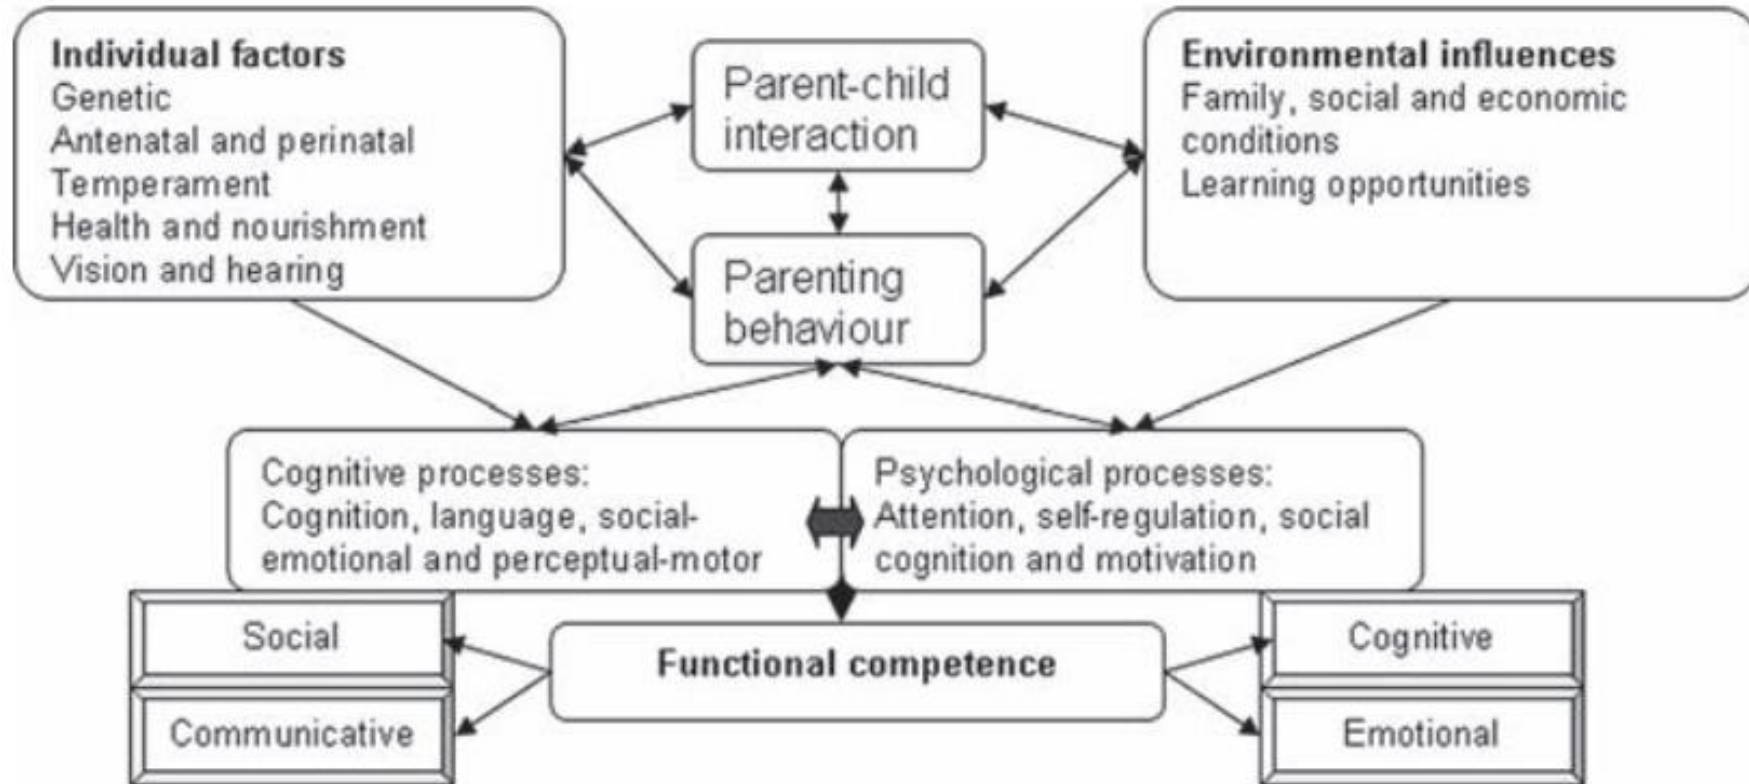 Individual factors
Genetic
Antenatal and perinatal
Temperament
Health and nourishment
Vision and hearing
Parent-child
interaction
Environmental influences
Family, social and economic
conditions
Learning opportunities
Parenting
behaviour
Cognitive processes:
Cognition, language, social-
emotional and perceptual-motor
Psychological processes:
Attention, self-regulation, social
cognition and motivation
Social
Communicative
Functional competence
Cognitive
Emotional